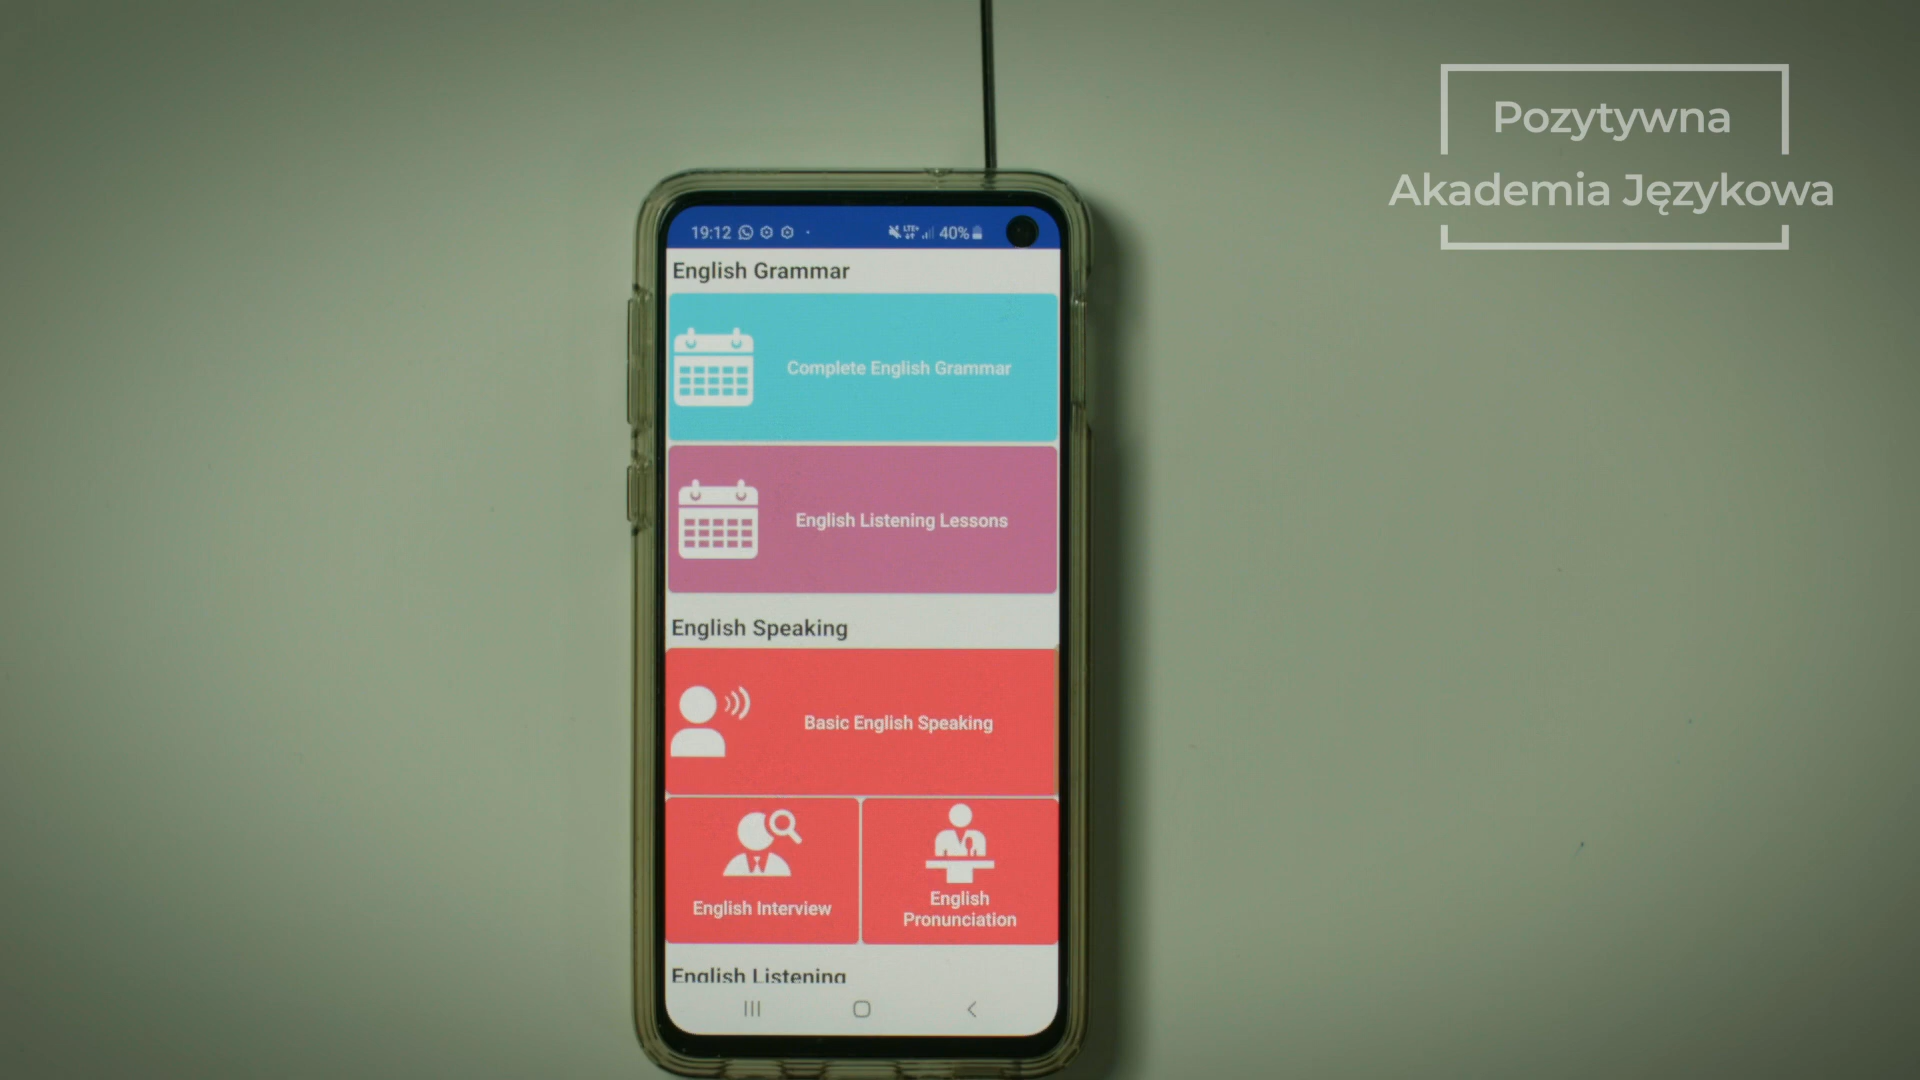 Pozytywna
Akademia Językowa
19:12
LTE+
40%
English Grammar
Complete English Grammar
English Listening Lessons
English Speaking
Basic English Speaking
English Interview
English
Pronunciation
English Listening